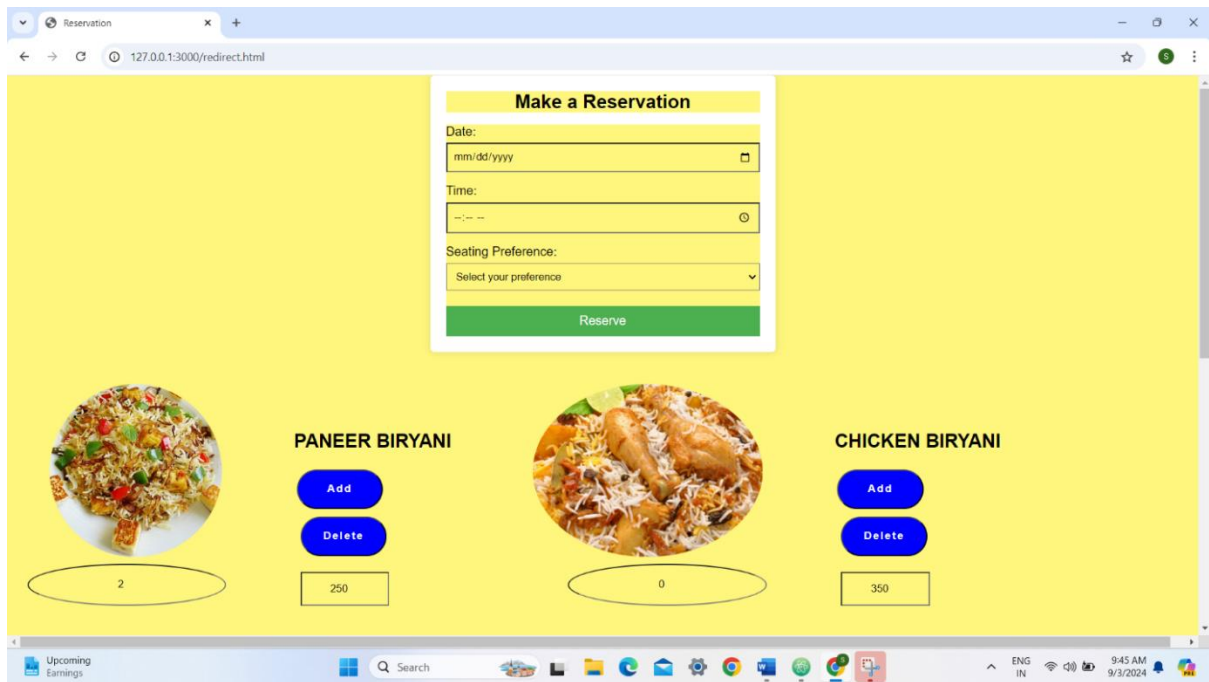 Reservation
127.0.0.1:3000/redirect.html
S
Make a Reservation
Date:
mm/dd/yyyy
Time:
--:-- --
Seating Preference:
Select your preference
Reserve
PANEER BIRYANI
Add
Delete
2
250
CHICKEN BIRYANI
Add
Delete
0
350
Upcoming
Earnings
Search
ENG
IN
9:45 AM
9/3/2024